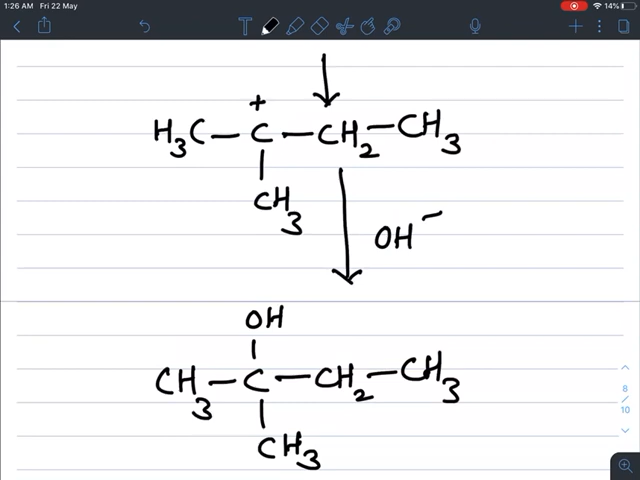 1:26 AM Fri 22 May 14%
T
+
H3C — C — CH2 — CH3
CH3
OH−
OH
CH3 — C — CH2 — CH3
CH3
8
/
10